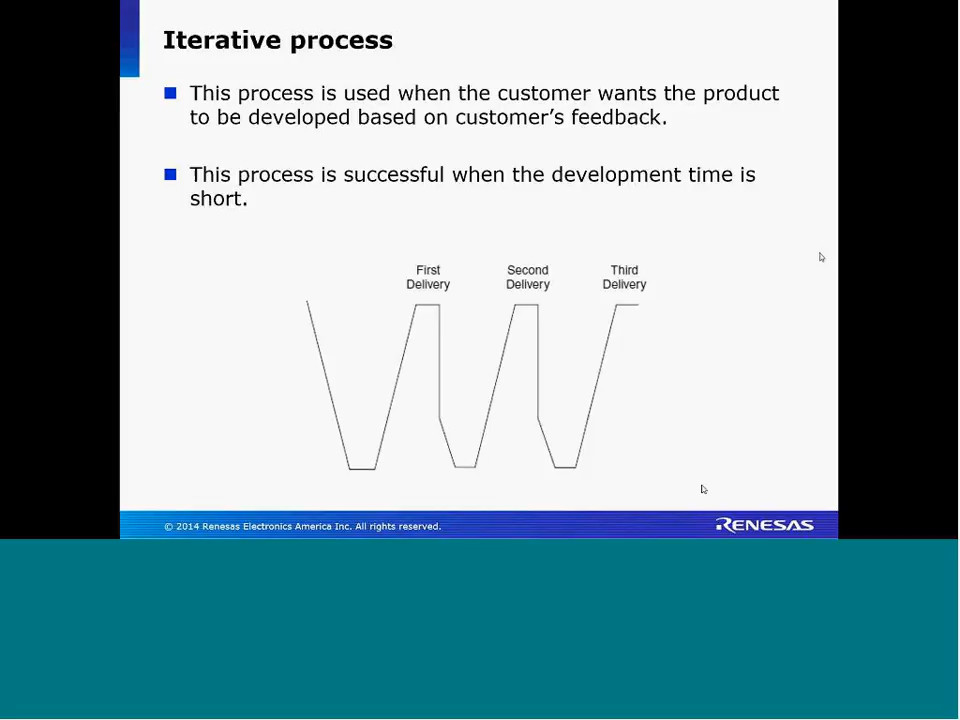 Iterative process
This process is used when the customer wants the product
to be developed based on customer’s feedback.
This process is successful when the development time is
short.
First
Delivery
Second
Delivery
Third
Delivery
© 2014 Renesas Electronics America Inc. All rights reserved.
RENESAS